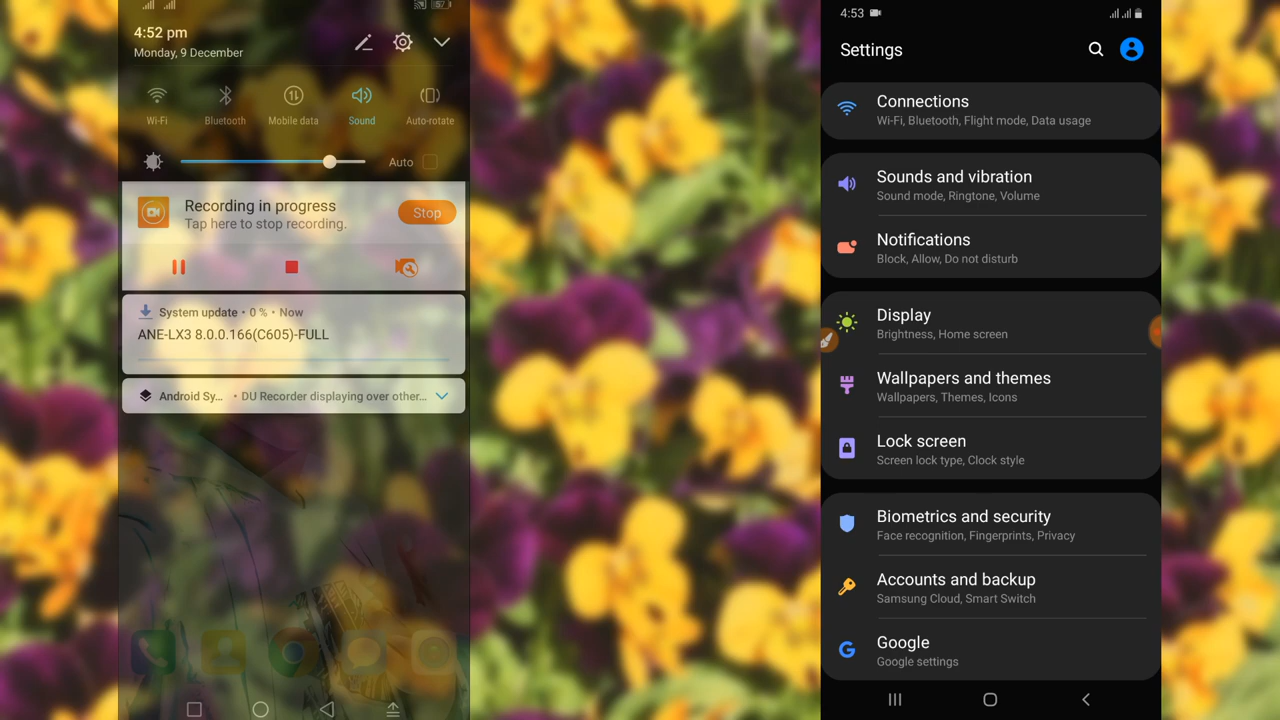 57
4:52 pm
Monday, 9 December
Wi-Fi
Bluetooth
Mobile data
Sound
Auto-rotate
Auto
Recording in progress
Tap here to stop recording.
Stop
System update • 0 % • Now
ANE-LX3 8.0.0.166(C605)-FULL
Android Sy... • DU Recorder displaying over other...
4:53
Settings
Connections
Wi-Fi, Bluetooth, Flight mode, Data usage
Sounds and vibration
Sound mode, Ringtone, Volume
Notifications
Block, Allow, Do not disturb
Display
Brightness, Home screen
Wallpapers and themes
Wallpapers, Themes, Icons
Lock screen
Screen lock type, Clock style
Biometrics and security
Face recognition, Fingerprints, Privacy
Accounts and backup
Samsung Cloud, Smart Switch
Google
Google settings